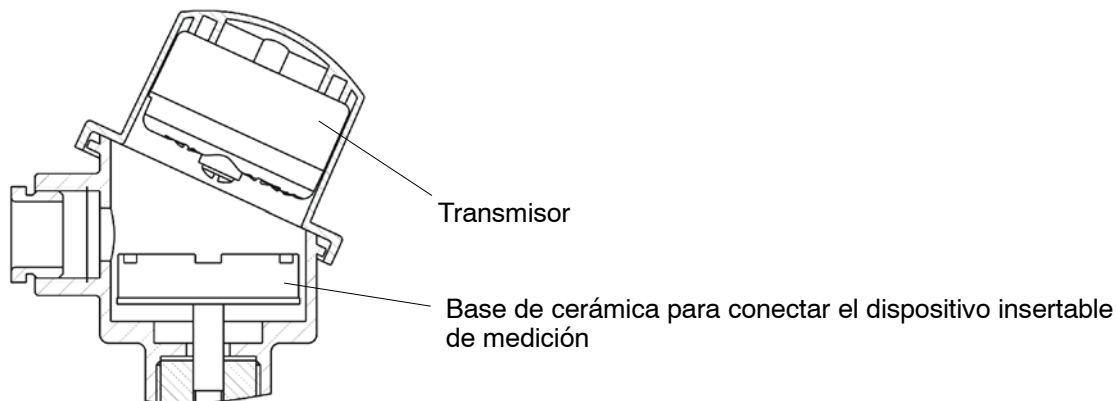 Transmisor
Base de cerámica para conectar el dispositivo insertable
de medición